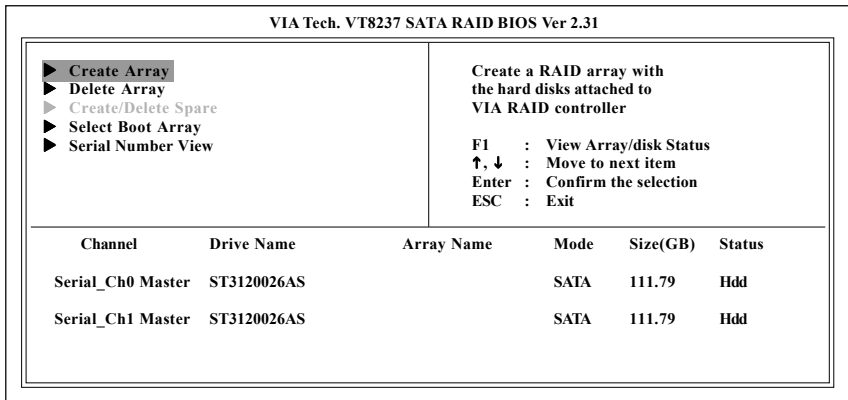 VIA Tech. VT8237 SATA RAID BIOS Ver 2.31
Create Array
Delete Array
Create/Delete Spare
Select Boot Array
Serial Number View
Create a RAID array with
the hard disks attached to
VIA RAID controller
F1 : View Array/disk Status
↑, ↓ : Move to next item
Enter : Confirm the selection
ESC : Exit
Channel Drive Name Array Name Mode Size(GB) Status
Serial_Ch0 Master ST3120026AS SATA 111.79 Hdd
Serial_Ch1 Master ST3120026AS SATA 111.79 Hdd